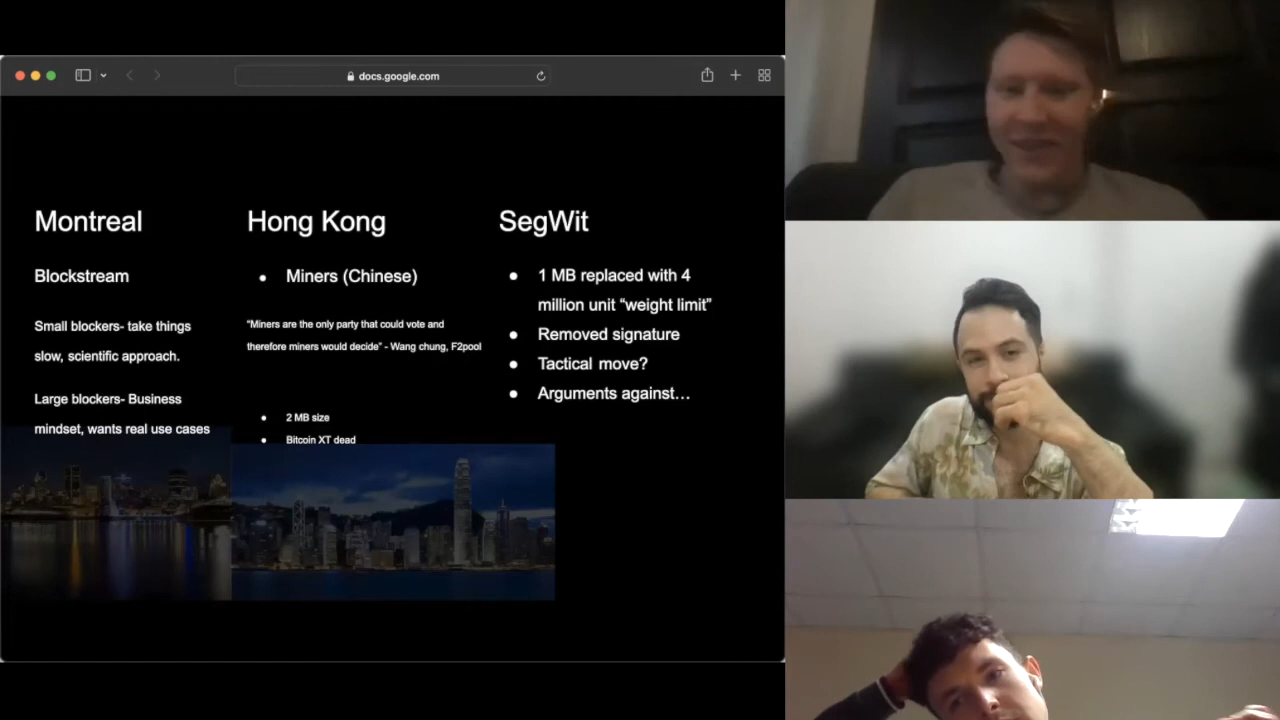 docs.google.com
Montreal
Blockstream
Small blockers- take things
slow, scientific approach.
Large blockers- Business
mindset, wants real use cases
Hong Kong
Miners (Chinese)
“Miners are the only party that could vote and
therefore miners would decide” - Wang chung, F2pool
2 MB size
Bitcoin XT dead
SegWit
1 MB replaced with 4
million unit “weight limit”
Removed signature
Tactical move?
Arguments against…